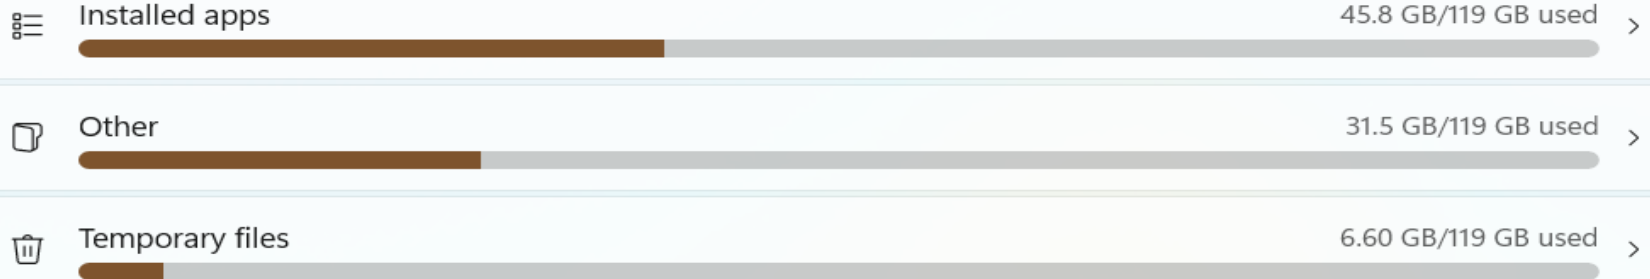 Installed apps 45.8 GB/119 GB used
Other 31.5 GB/119 GB used
Temporary files 6.60 GB/119 GB used